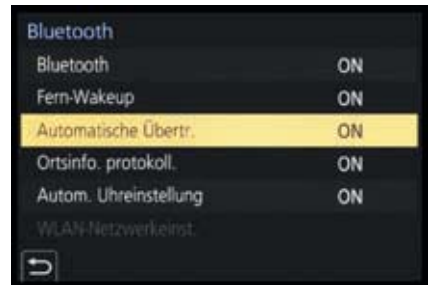 Bluetooth
Bluetooth ON
Fern-Wakeup ON
Automatische Übertr. ON
Ortsinfo. protokoll. ON
Autom. Uhreinstellung ON
WLAN-Netzwerkeinst.